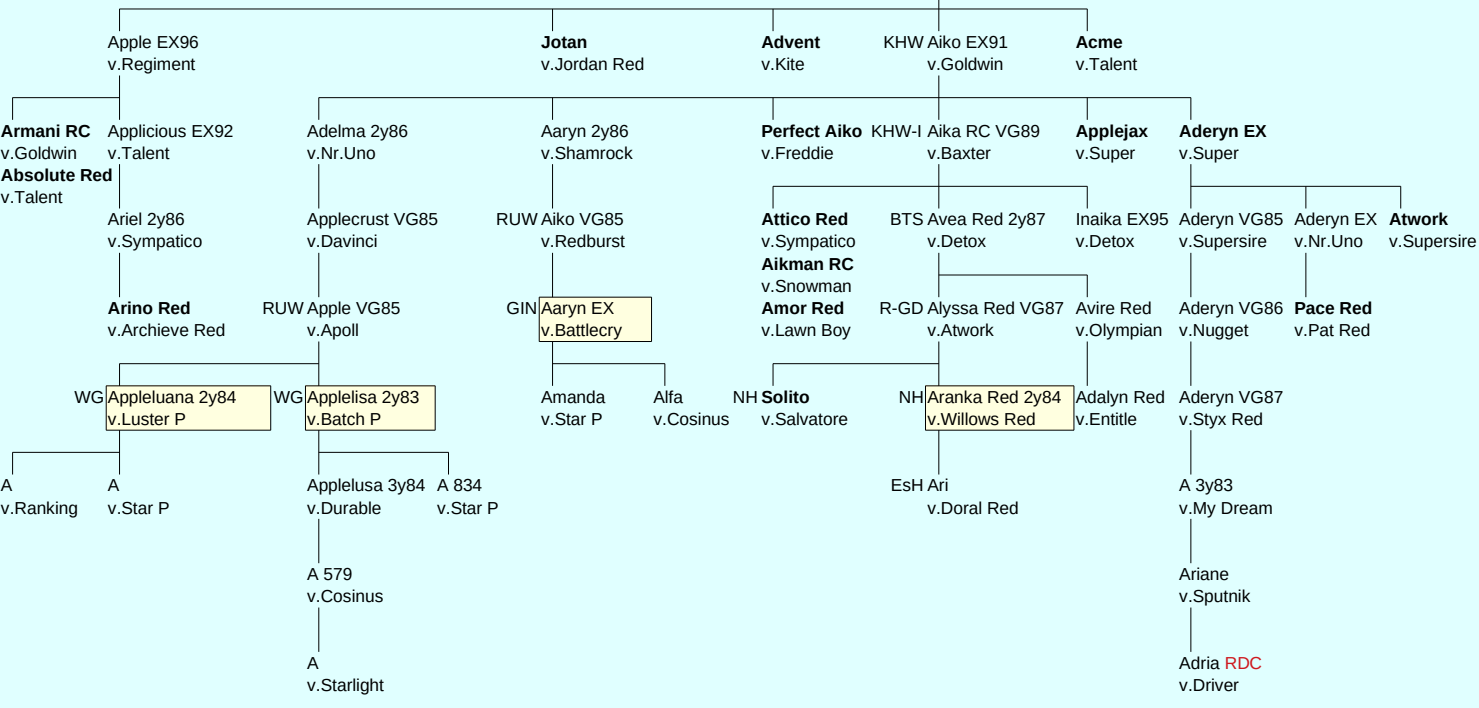 Apple EX96
v.Regiment
Jotan
v.Jordan Red
Advent
v.Kite
KHW Aiko EX91
v.Goldwin
Acme
v.Talent
Armani RC
v.Goldwin
Absolute Red
v.Talent
Applicious EX92
v.Talent
Adelma 2y86
v.Nr.Uno
Aaryn 2y86
v.Shamrock
Perfect Aiko
v.Freddie
KHW-I Aika RC VG89
v.Baxter
Applejax
v.Super
Aderyn EX
v.Super
Ariel 2y86
v.Sympatico
Applecrust VG85
v.Davinci
RUW Aiko VG85
v.Redburst
Attico Red
v.Sympatico
Aikman RC
v.Snowman
Amor Red
v.Lawn Boy
BTS Avea Red 2y87
v.Detox
Inaika EX95
v.Detox
Aderyn VG85
v.Supersire
Aderyn EX
v.Nr.Uno
Atwork
v.Supersire
Arino Red
v.Archieve Red
RUW Apple VG85
v.Apoll
GIN Aaryn EX
v.Battlecry
R-GD Alyssa Red VG87
v.Atwork
Avire Red
v.Olympian
Aderyn VG86
v.Nugget
Pace Red
v.Pat Red
WG Appleluana 2y84
v.Luster P
WG Applelisa 2y83
v.Batch P
Amanda
v.Star P
Alfa
v.Cosinus
NH Solito
v.Salvatore
NH Aranka Red 2y84
v.Willows Red
Adalyn Red
v.Entitle
Aderyn VG87
v.Styx Red
A
v.Ranking
A
v.Star P
Applelusa 3y84
v.Durable
A 834
v.Star P
EsH Ari
v.Doral Red
A 3y83
v.My Dream
A 579
v.Cosinus
Ariane
v.Sputnik
A
v.Starlight
Adria RDC
v.Driver